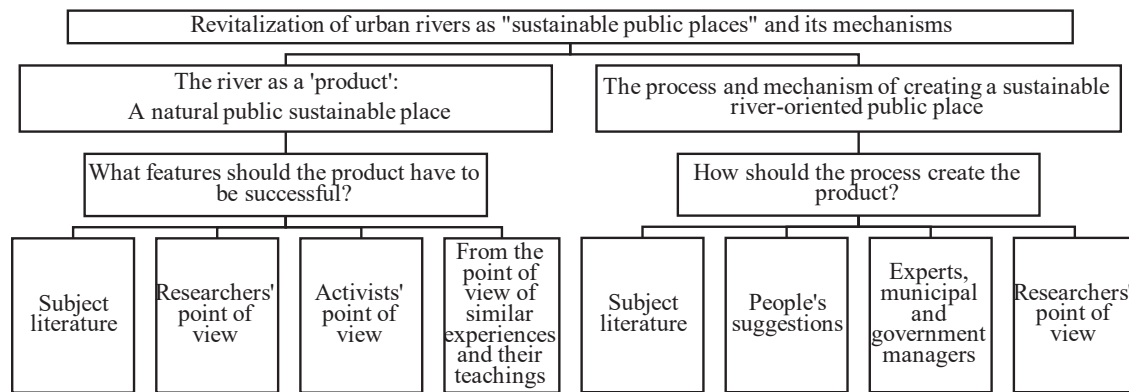 Revitalization of urban rivers as "sustainable public places" and its mechanisms
The river as a 'product':
A natural public sustainable place
The process and mechanism of creating a sustainable
river-oriented public place
What features should the product have to
be successful?
How should the process create the
product?
Subject
literature
Researchers'
point of
view
Activists'
point of
view
From the
point of
view of
similar
experiences
and their
teachings
Subject
literature
People's
suggestions
Experts,
municipal
and
government
managers
Researchers'
point of
view